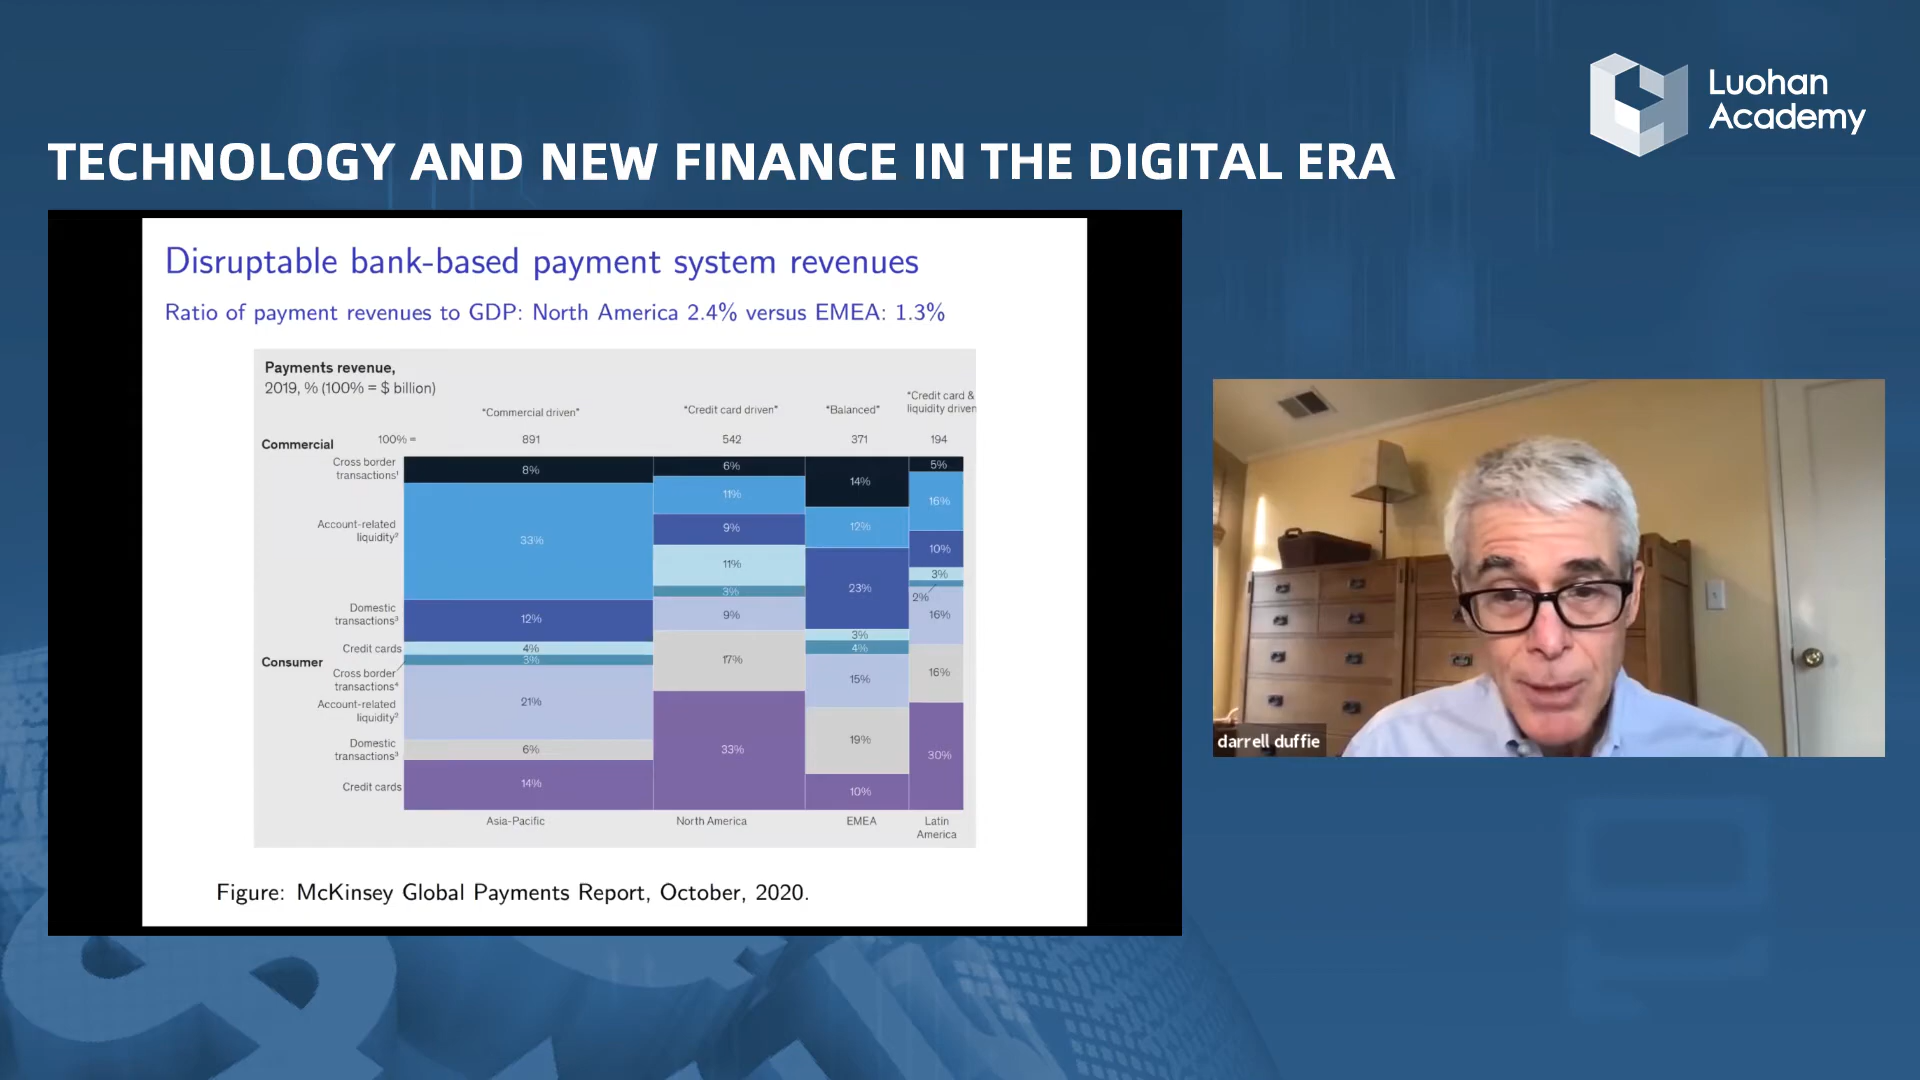 Luohan
Academy
TECHNOLOGY AND NEW FINANCE IN THE DIGITAL ERA
Disruptable bank-based payment system revenues
Ratio of payment revenues to GDP: North America 2.4% versus EMEA: 1.3%
Payments revenue,
2019, % (100% = $ billion)
"Commercial driven"
"Credit card driven"
"Balanced"
"Credit card &
liquidity driven
Commercial
100% =
891
542
371
194
Cross border
transactions¹
8%
6%
14%
5%
Account-related
liquidity²
33%
11%
12%
16%
Domestic
transactions³
12%
9%
23%
10%
Credit cards
4%
11%
3%
3%
Consumer
Cross border
transactions⁴
3%
3%
4%
2%
Account-related
liquidity²
21%
9%
15%
16%
Domestic
transactions³
6%
17%
19%
16%
Credit cards
14%
33%
10%
30%
Asia-Pacific
North America
EMEA
Latin
America
Figure: McKinsey Global Payments Report, October, 2020.
darrell duffie